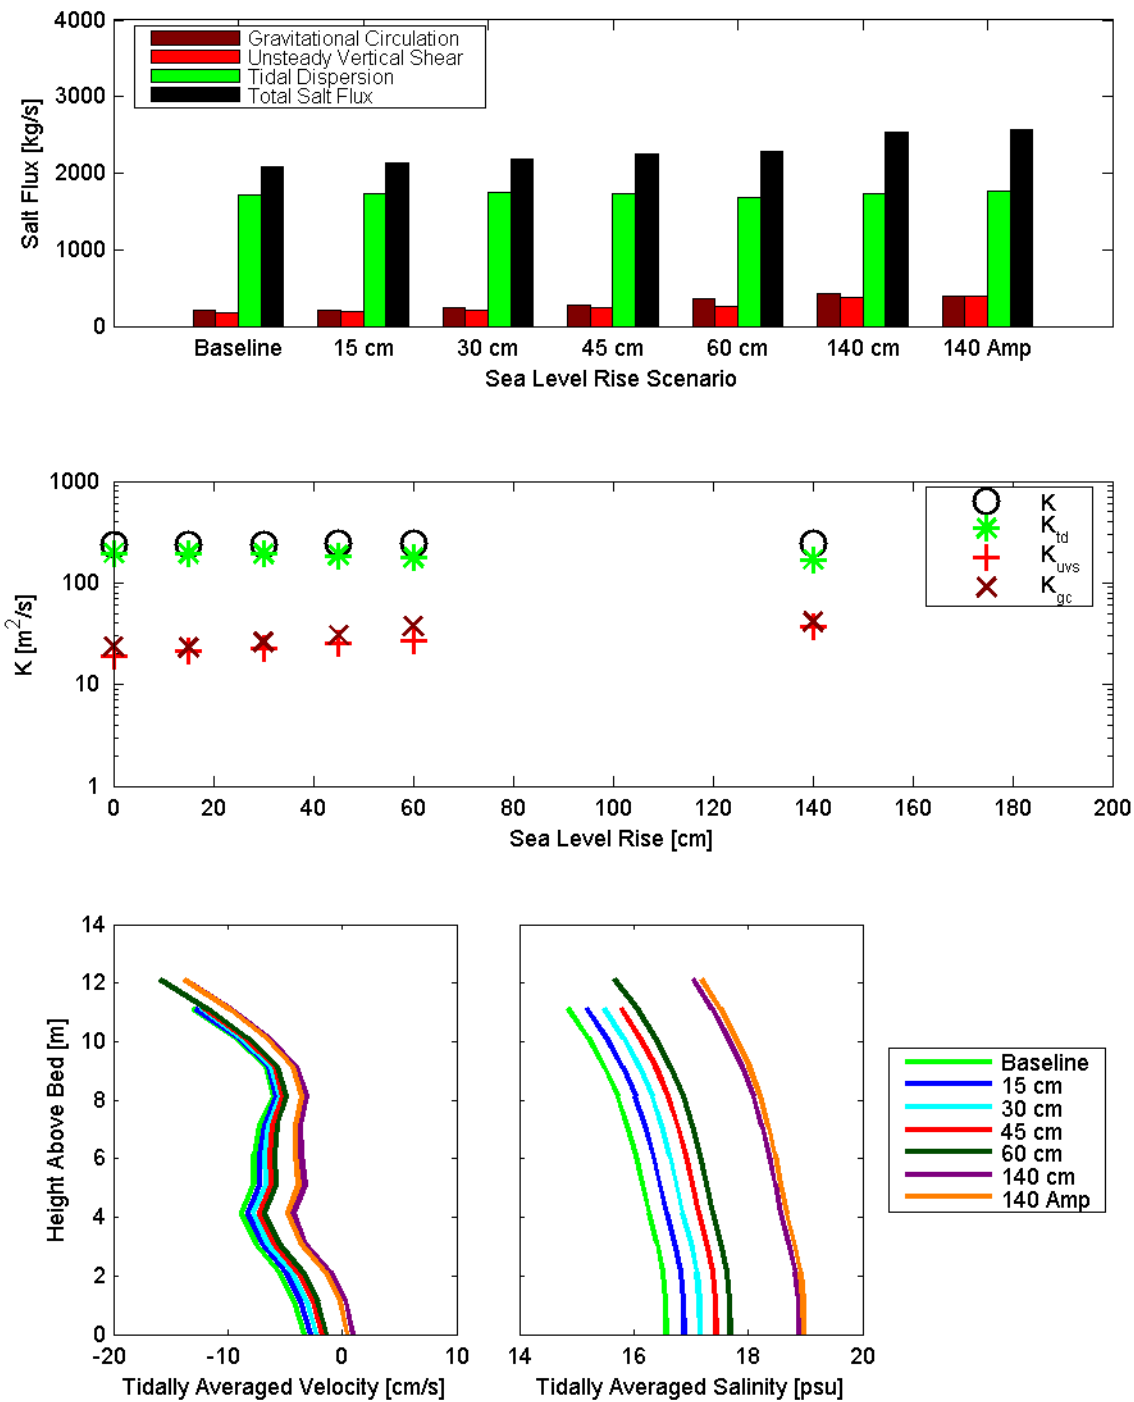 4000
3000
2000
1000
0
Salt Flux [kg/s]
Gravitational Circulation
Unsteady Vertical Shear
Tidal Dispersion
Total Salt Flux
Baseline 15 cm 30 cm 45 cm 60 cm 140 cm 140 Amp
Sea Level Rise Scenario
1000
100
10
1
K [m²/s]
K
K_td
K_uvs
K_gc
0 20 40 60 80 100 120 140 160 180 200
Sea Level Rise [cm]
14
12
10
8
6
4
2
0
Height Above Bed [m]
-20 -10 0 10
Tidally Averaged Velocity [cm/s]
14 16 18 20
Tidally Averaged Salinity [psu]
Baseline
15 cm
30 cm
45 cm
60 cm
140 cm
140 Amp